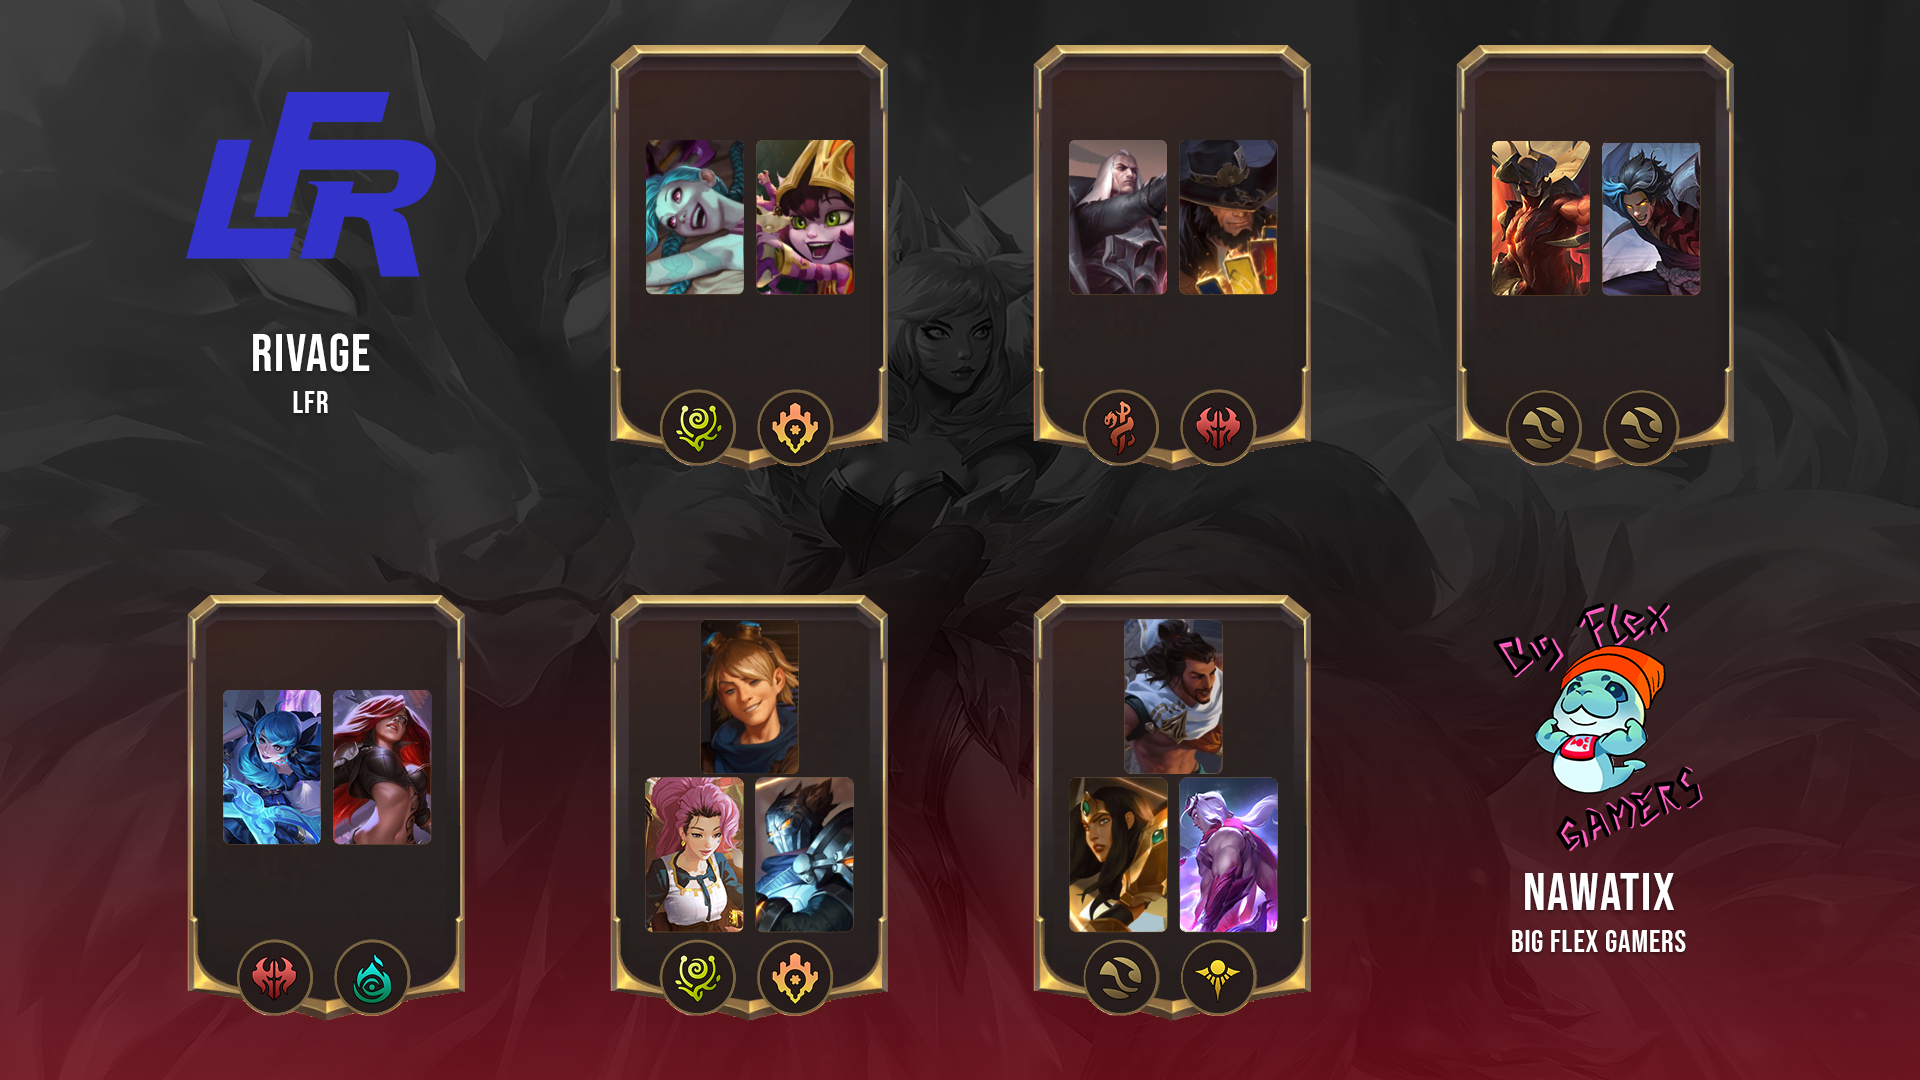 LFR
RIVAGE
LFR
Big Flex
GAMERS
NAWATIX
BIG FLEX GAMERS